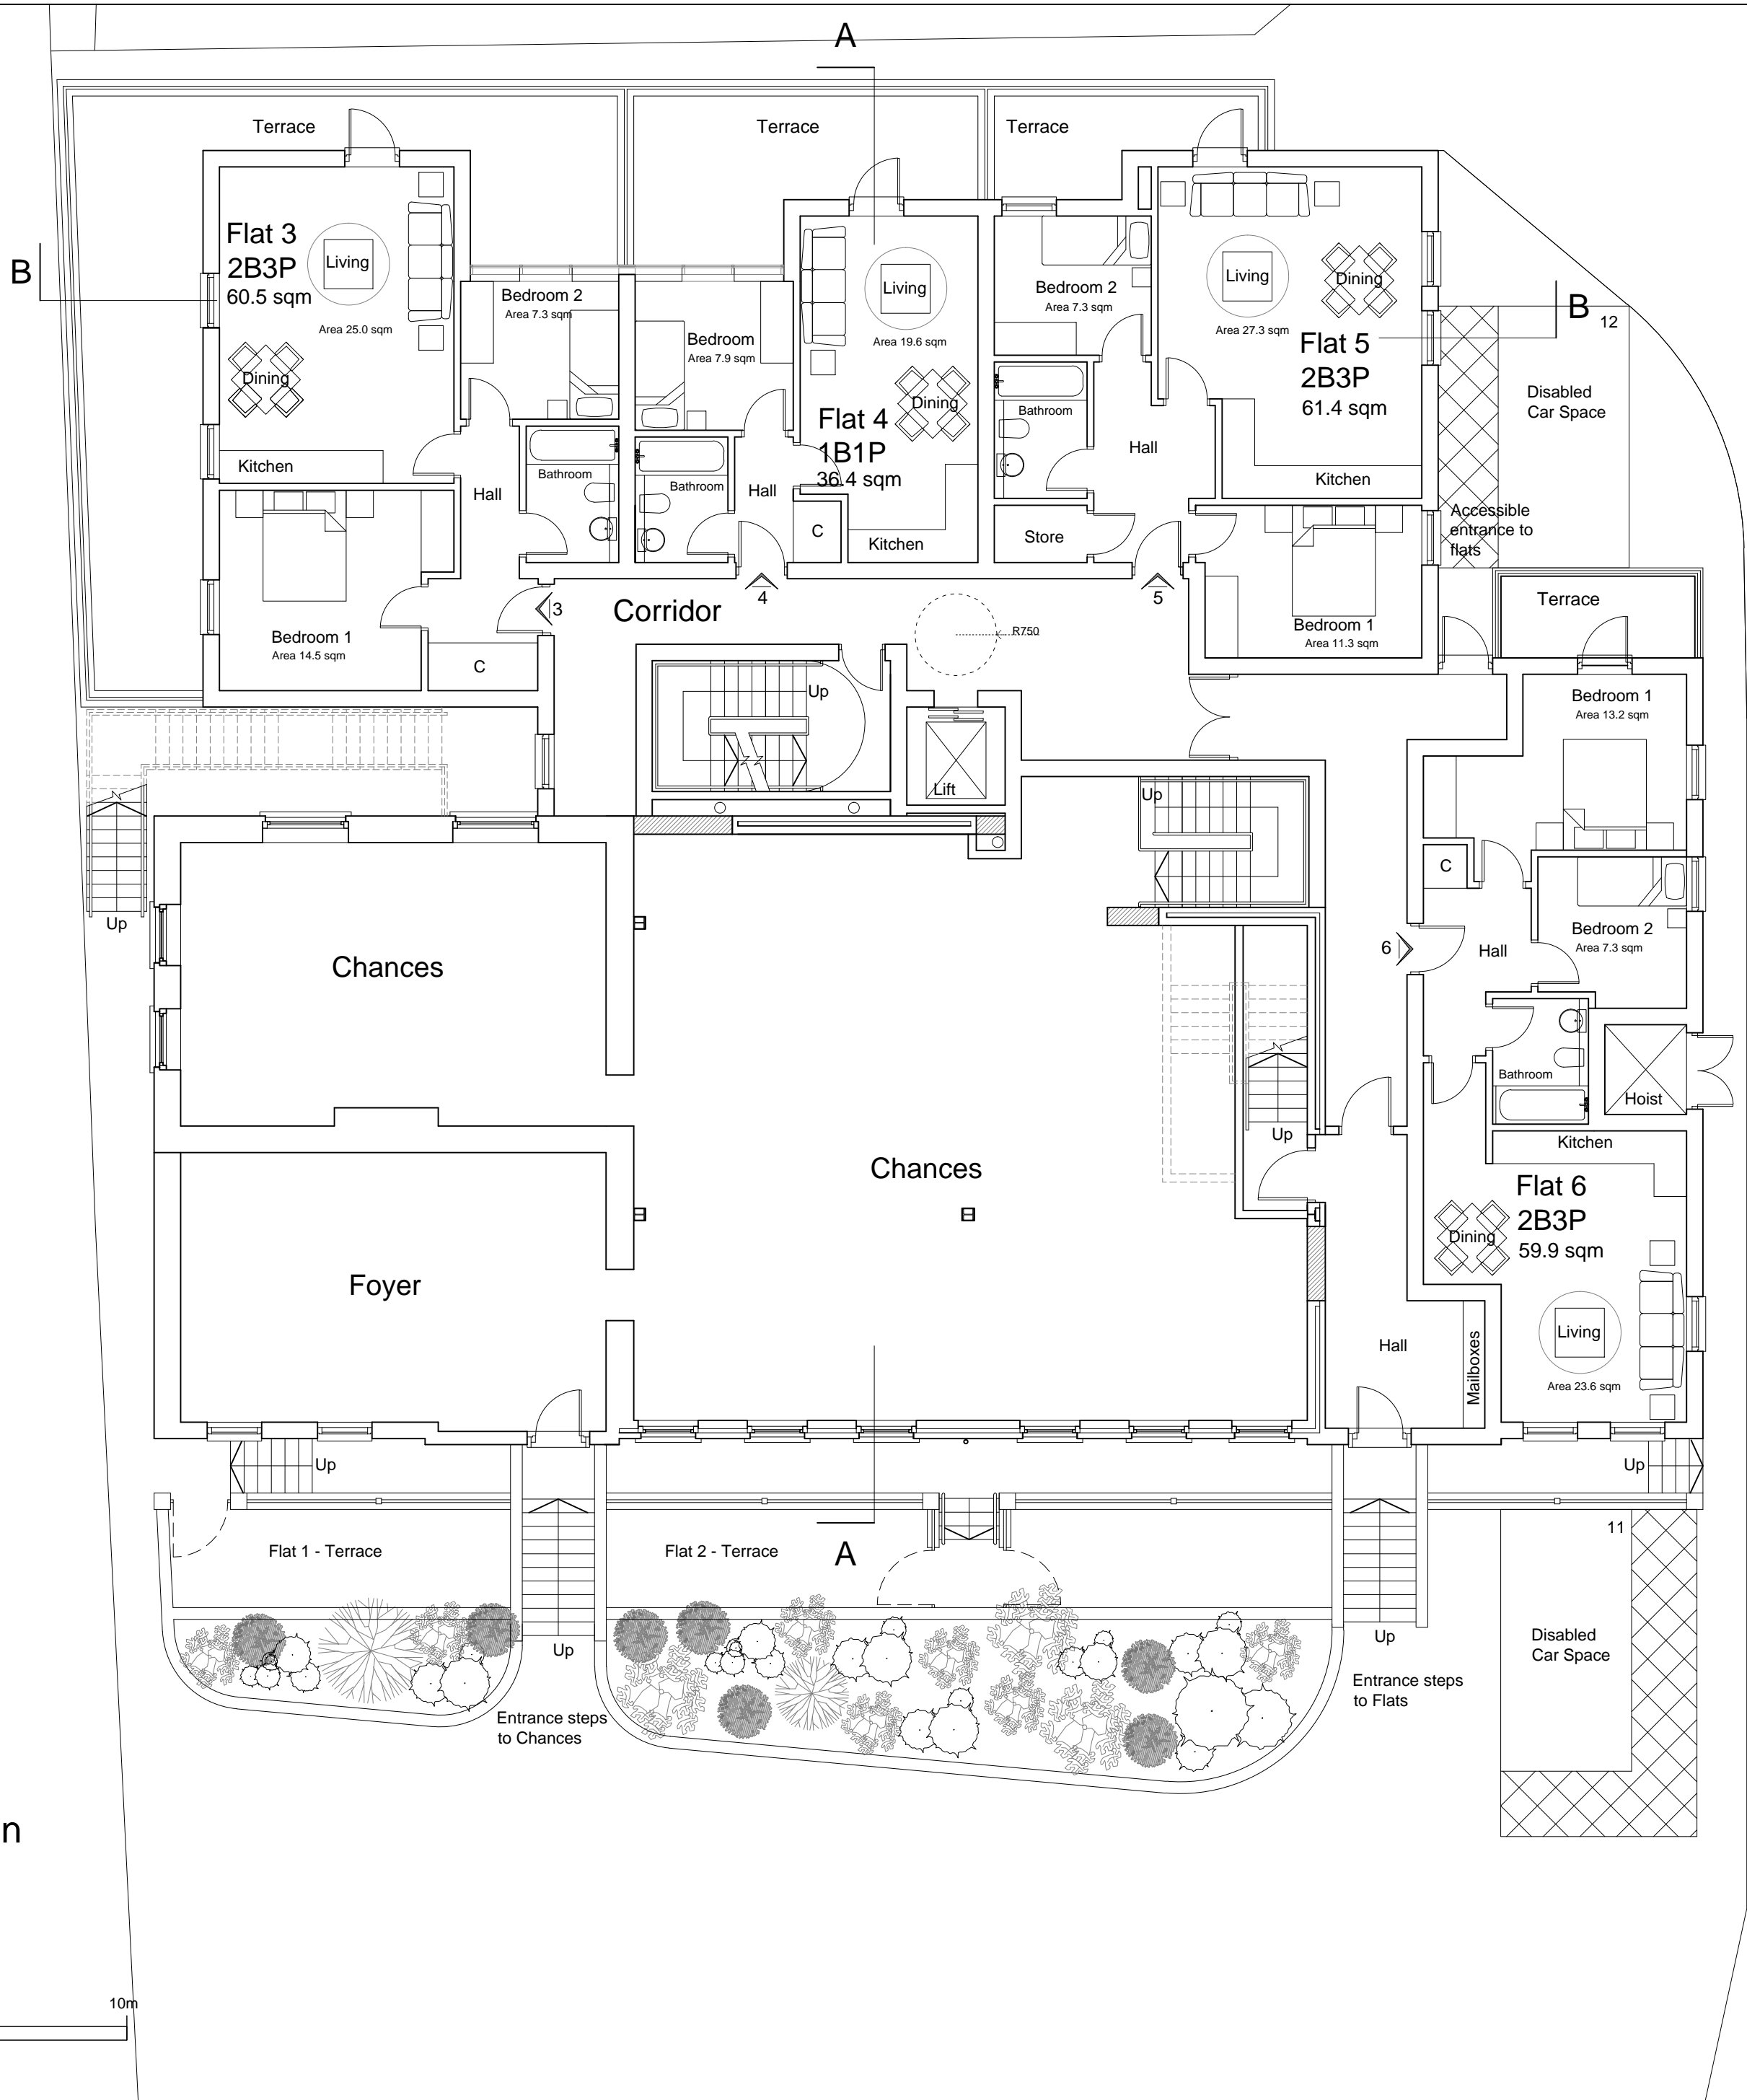 A
Terrace
Terrace
Terrace
Flat 3
2B3P
60.5 sqm
Living
Area 25.0 sqm
Dining
Kitchen
B
Bedroom 2
Area 7.3 sqm
Bedroom
Area 7.9 sqm
Living
Area 19.6 sqm
Dining
Flat 4
1B1P
36.4 sqm
Bedroom 2
Area 7.3 sqm
Living
Dining
Area 27.3 sqm
Flat 5
2B3P
61.4 sqm
B
12
Disabled
Car Space
Bathroom
Hall
Bathroom
Bathroom
Hall
C
Kitchen
Hall
Kitchen
Store
Accessible
entrance to
flats
Bedroom 1
Area 14.5 sqm
C
3
Corridor
4
5
R750
Bedroom 1
Area 11.3 sqm
Terrace
Up
Lift
Up
Bedroom 1
Area 13.2 sqm
C
Up
Chances
6
Hall
Bedroom 2
Area 7.3 sqm
Bathroom
Hoist
Up
Chances
Kitchen
Flat 6
2B3P
59.9 sqm
Dining
Foyer
Living
Area 23.6 sqm
Hall
Mailboxes
Up
Up
Flat 1 - Terrace
Flat 2 - Terrace
A
11
Up
Up
Disabled
Car Space
Entrance steps
to Chances
Entrance steps
to Flats
n
10m